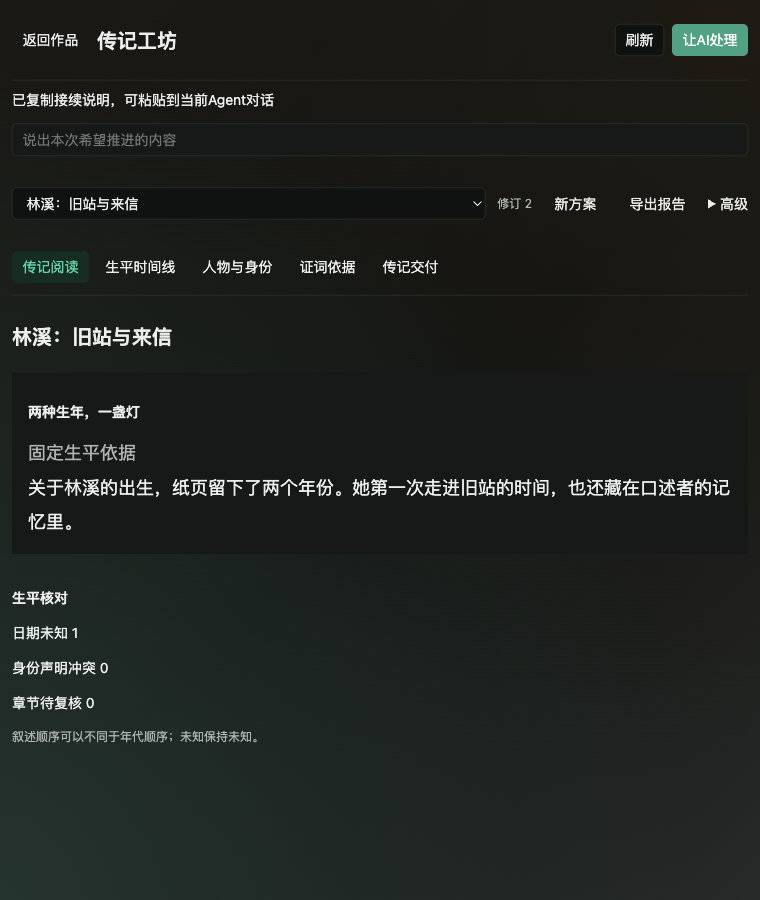 返回作品 传记工坊 刷新 让AI处理
已复制接续说明，可粘贴到当前Agent对话
说出本次希望推进的内容
林溪：旧站与来信 修订 2 新方案 导出报告 ▶ 高级
传记阅读 生平时间线 人物与身份 证词依据 传记交付
林溪：旧站与来信
两种生年，一盏灯
固定生平依据
关于林溪的出生，纸页留下了两个年份。她第一次走进旧站的时间，也还藏在口述者的记
忆里。
生平核对
日期未知 1
身份声明冲突 0
章节待复核 0
叙述顺序可以不同于年代顺序；未知保持未知。